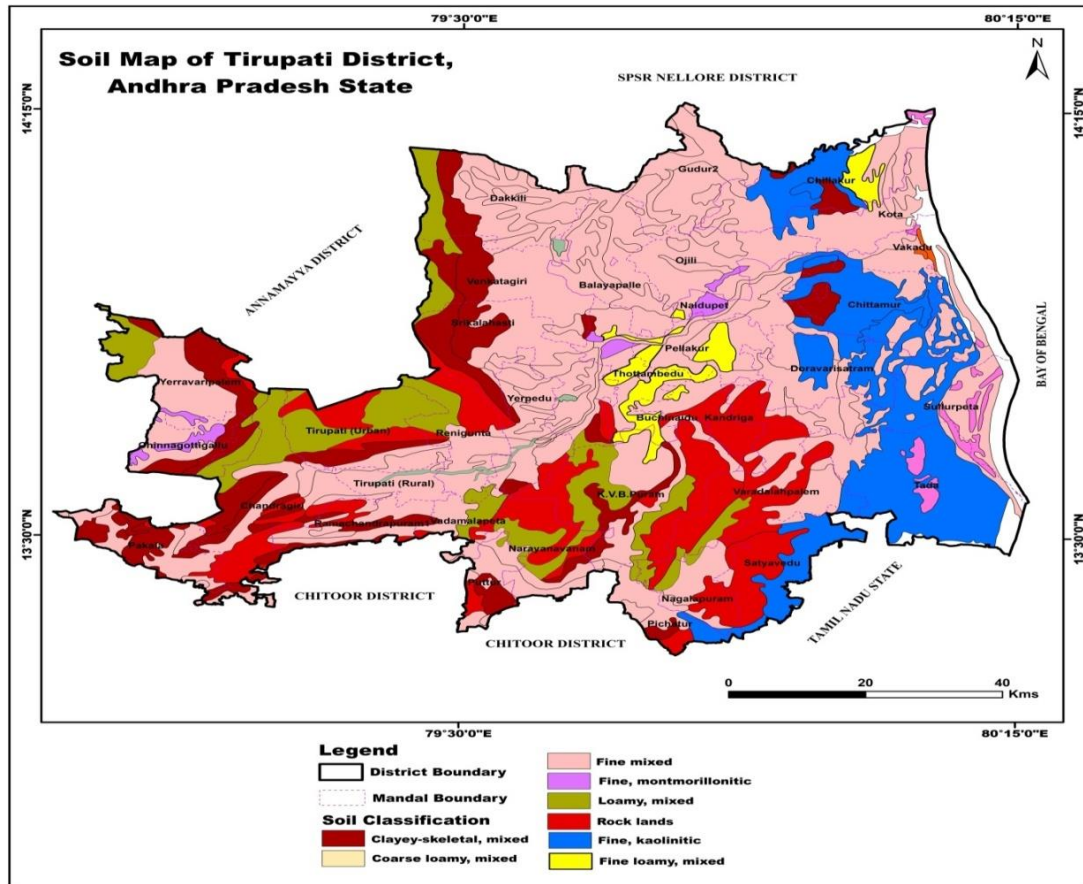 79°30'0"E
80°15'0"E
Soil Map of Tirupati District,
Andhra Pradesh State
N
SPSR NELLORE DISTRICT
14°15'0"N
14°15'0"N
Gudur2
Chillakur
Dakkili
Kota
ANNAMAYYA DISTRICT
Vakadu
Ojili
Venkatagiri
Balayapalle
Naidupet
Chittamur
BAY OF BENGAL
Srikalahasti
Pellakur
Doravarisatram
Yerravaripalem
Thottambedu
Yerpedu
Sullurpeta
Buchinadu Kandriga
Chinnagottigallu
Tirupati (Urban)
Renigunta
Tirupati (Rural)
Tada
Varadaiahpalem
K.V.B.Puram
Chandragiri
Ramachandrapuram
Vadamalapeta
13°30'0"N
13°30'0"N
Pakala
Narayanavanam
Satyavedu
Puttur
CHITOOR DISTRICT
Nagalapuram
TAMIL NADU STATE
Pichatur
CHITOOR DISTRICT
0 20 40
Kms
79°30'0"E
80°15'0"E
Legend
District Boundary
Mandal Boundary
Soil Classification
Clayey-skeletal, mixed
Coarse loamy, mixed
Fine mixed
Fine, montmorillonitic
Loamy, mixed
Rock lands
Fine, kaolinitic
Fine loamy, mixed